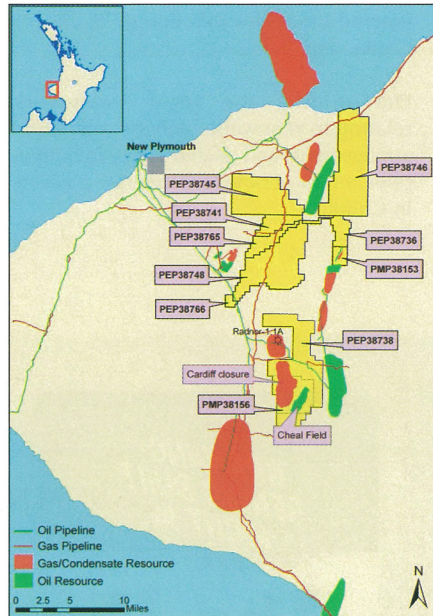 New Plymouth
PEP38746
PEP38745
PEP38741
PEP38765
PEP38736
PMP38153
PEP38748
PEP38766
Radnor-1:1A
PEP38738
Cardiff closure
PMP38156
Cheal Field
Oil Pipeline
Gas Pipeline
Gas/Condensate Resource
Oil Resource
0 2.5 5 10
Miles
N